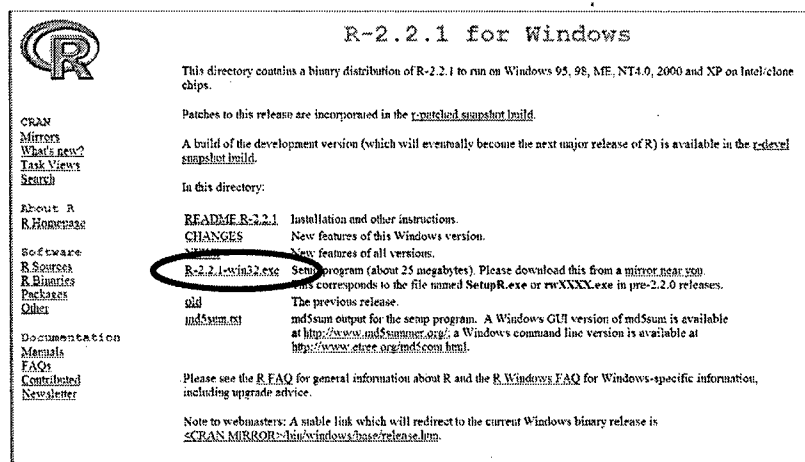 R-2.2.1 for Windows
This directory contains a binary distribution of R-2.2.1 to run on Windows 95, 98, ME, NT4.0, 2000 and XP on Intel/clone
chips.
Patches to this release are incorporated in the r-patched snapshot build.
A build of the development version (which will eventually become the next major release of R) is available in the r-devel
snapshot build.
In this directory:
README.R-2.2.1 Installation and other instructions.
CHANGES New features of this Windows version.
New features of all versions.
R-2.2.1-win32.exe Setup program (about 25 megabytes). Please download this from a mirror near you.
This corresponds to the file named SetupR.exe or rwXXXX.exe in pre-2.2.0 releases.
old The previous release.
md5sum.txt md5sum output for the setup program. A Windows GUI version of md5sum is available
at http://www.md5summer.org/; a Windows command line version is available at
http://www.etree.org/md5com.html.
Please see the R FAQ for general information about R and the R Windows FAQ for Windows-specific information,
including upgrade advice.
Note to webmasters: A stable link which will redirect to the current Windows binary release is
<CRAN MIRROR>/bin/windows/base/release.htm.
R
CRAN
Mirrors
What's new?
Task Views
Search
About R
R Homepage
Software
R Sources
R Binaries
Packages
Other
Documentation
Manuals
FAQs
Contributed
Newsletter